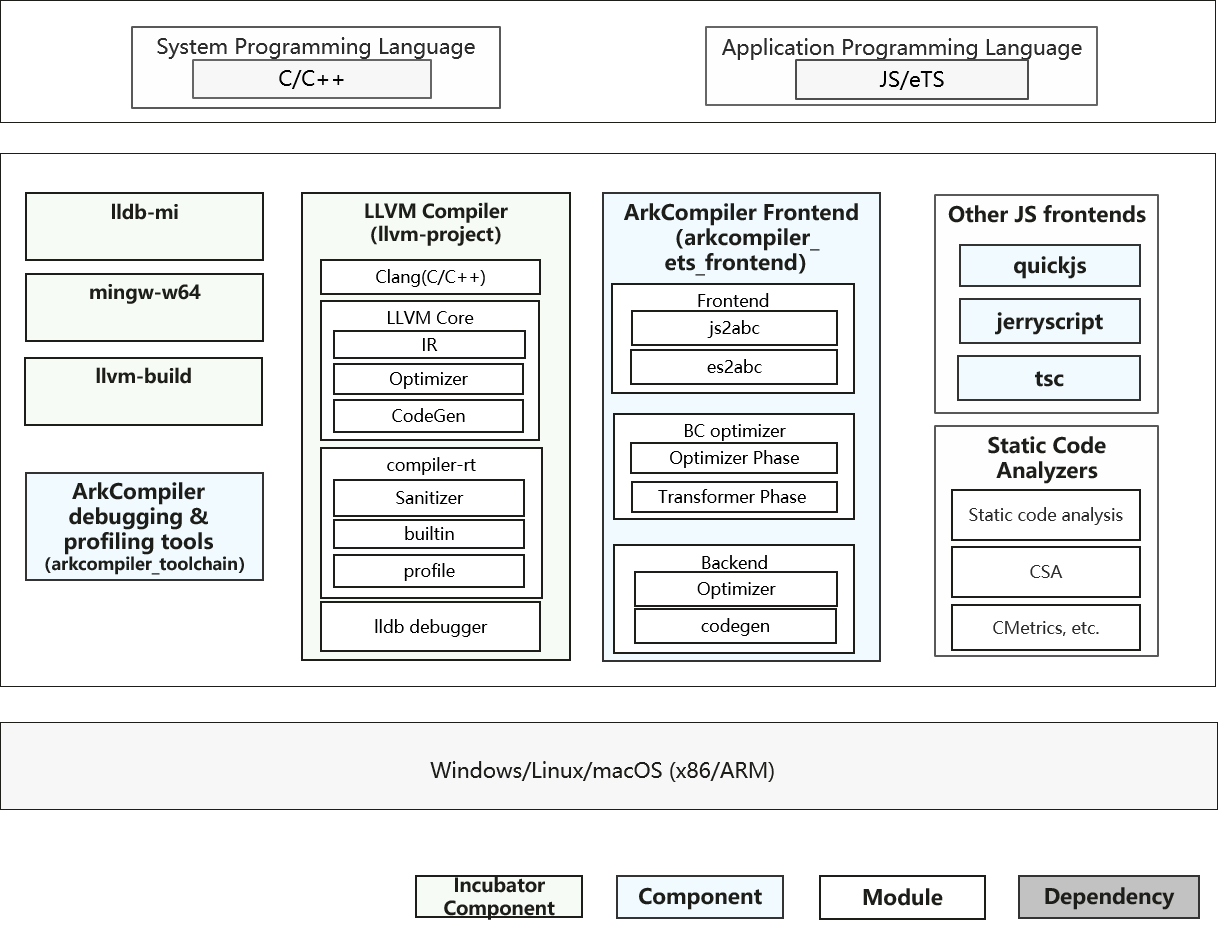 System Programming Language
C/C++
Application Programming Language
JS/eTS
lldb-mi
mingw-w64
llvm-build
ArkCompiler
debugging &
profiling tools
(arkcompiler_toolchain)
LLVM Compiler
(llvm-project)
Clang(C/C++)
LLVM Core
IR
Optimizer
CodeGen
compiler-rt
Sanitizer
builtin
profile
lldb debugger
ArkCompiler Frontend
(arkcompiler_
ets_frontend)
Frontend
js2abc
es2abc
BC optimizer
Optimizer Phase
Transformer Phase
Backend
Optimizer
codegen
Other JS frontends
quickjs
jerryscript
tsc
Static Code
Analyzers
Static code analysis
CSA
CMetrics, etc.
Windows/Linux/macOS (x86/ARM)
Incubator
Component
Component
Module
Dependency